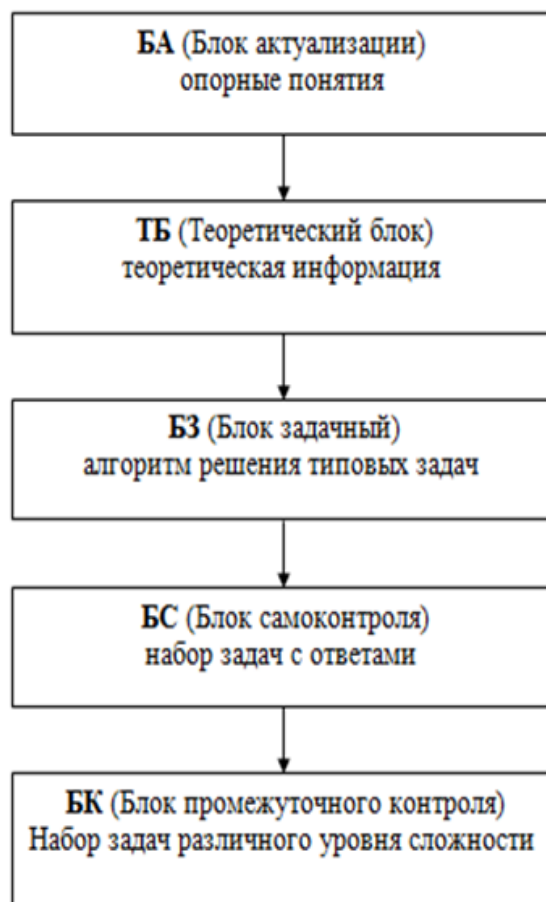 БА (Блок актуализации)
опорные понятия
ТБ (Теоретический блок)
теоретическая информация
БЗ (Блок задачный)
алгоритм решения типовых задач
БС (Блок самоконтроля)
набор задач с ответами
БК (Блок промежуточного контроля)
Набор задач различного уровня сложности